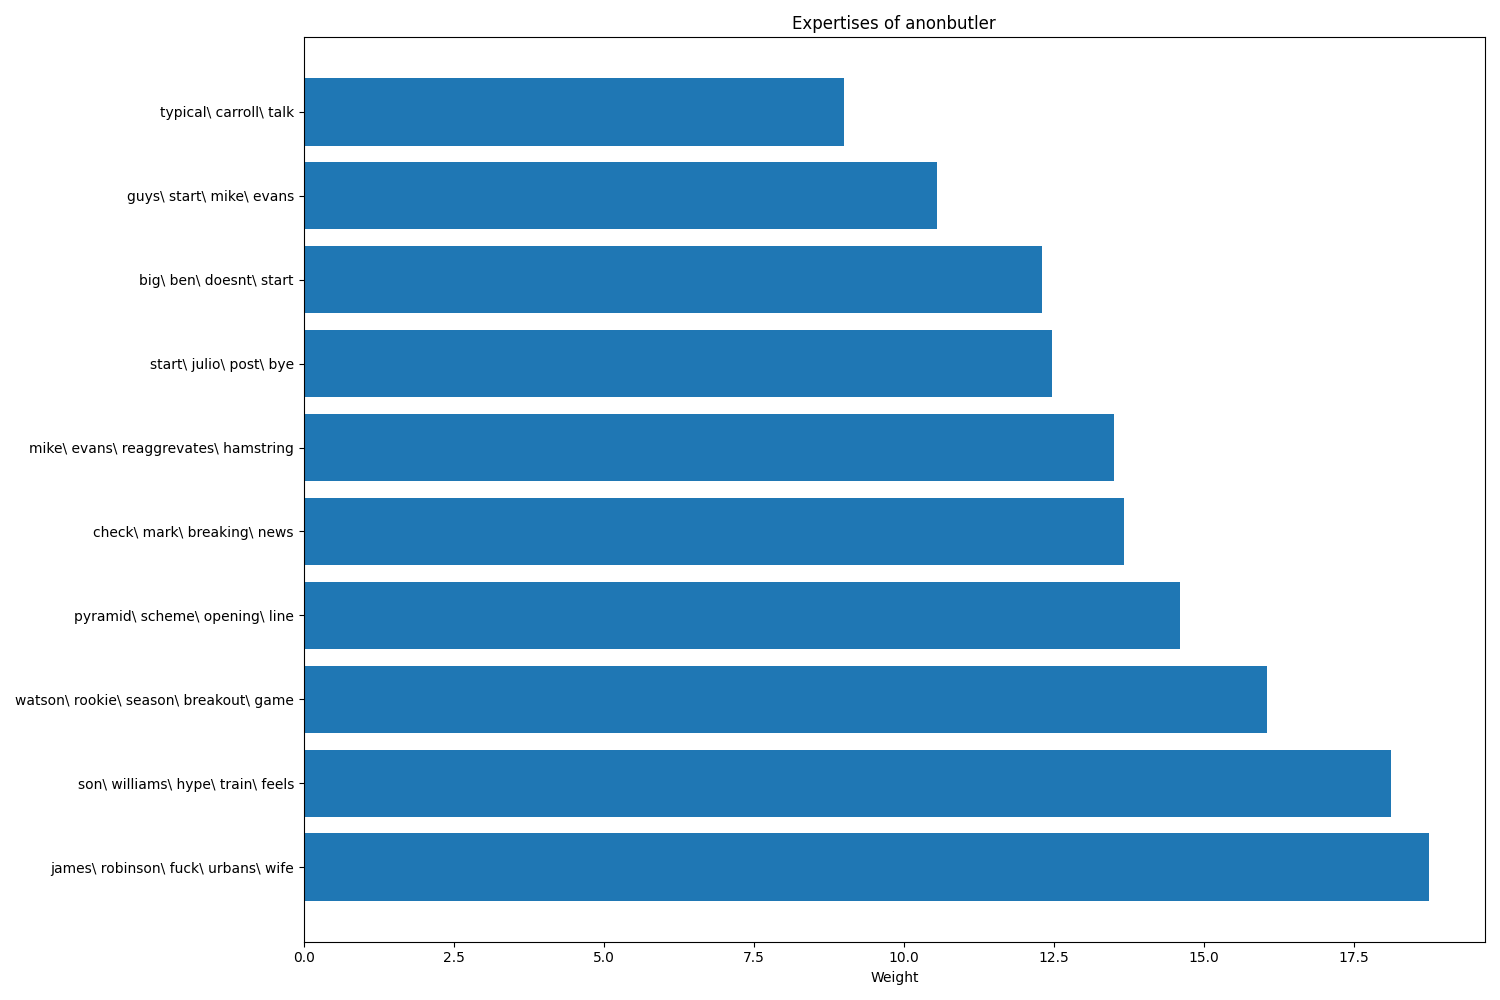 Expertises of anonbutler
typical\ carroll\ talk
guys\ start\ mike\ evans
big\ ben\ doesnt\ start
start\ julio\ post\ bye
mike\ evans\ reaggrevates\ hamstring
check\ mark\ breaking\ news
pyramid\ scheme\ opening\ line
watson\ rookie\ season\ breakout\ game
son\ williams\ hype\ train\ feels
james\ robinson\ fuck\ urbans\ wife
0.0 2.5 5.0 7.5 10.0 12.5 15.0 17.5
Weight